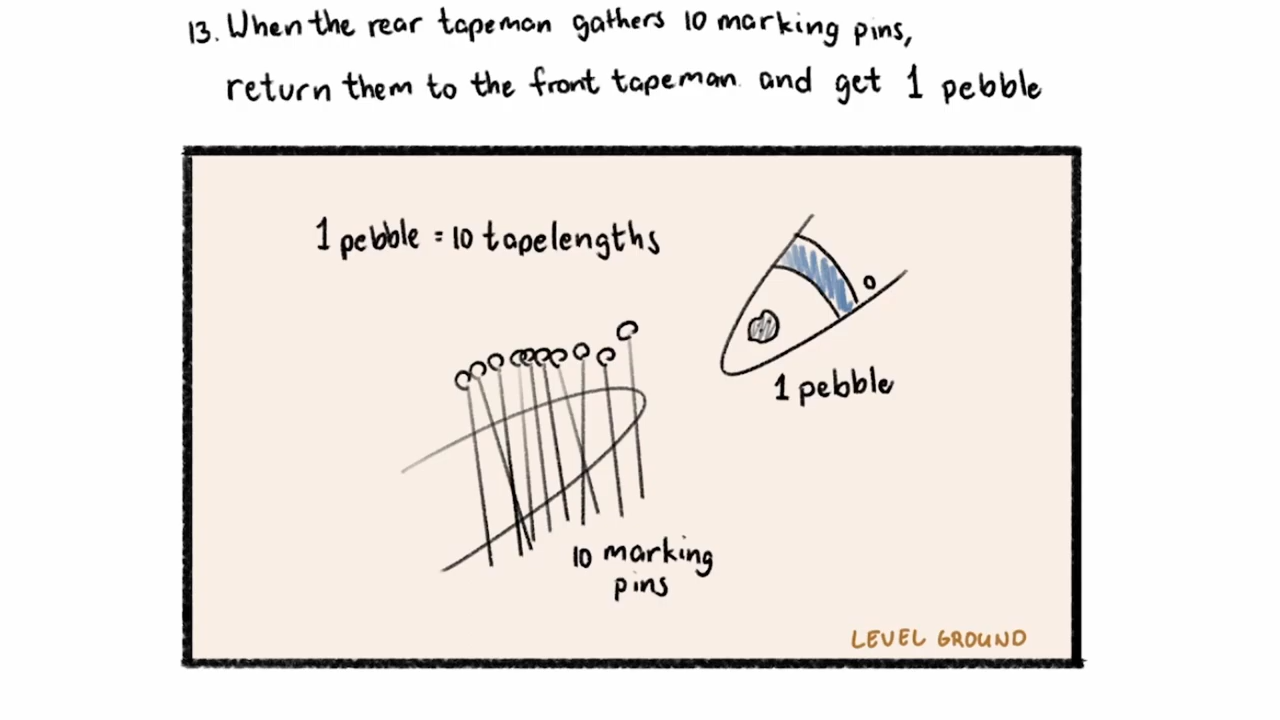 13. When the rear tapeman gathers 10 marking pins,
return them to the front tapeman and get 1 pebble
1 pebble = 10 tapelengths
1 pebble
10 marking
pins
LEVEL GROUND